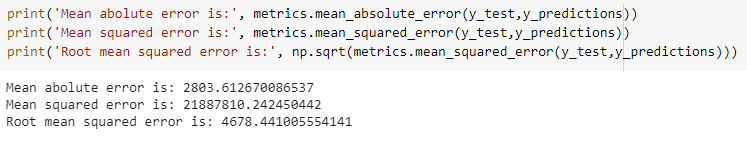 print('Mean abolute error is:', metrics.mean_absolute_error(y_test,y_predictions))
print('Mean squared error is:', metrics.mean_squared_error(y_test,y_predictions))
print('Root mean squared error is:', np.sqrt(metrics.mean_squared_error(y_test,y_predictions)))
Mean abolute error is: 2803.612670086537
Mean squared error is: 21887810.242450442
Root mean squared error is: 4678.441005554141